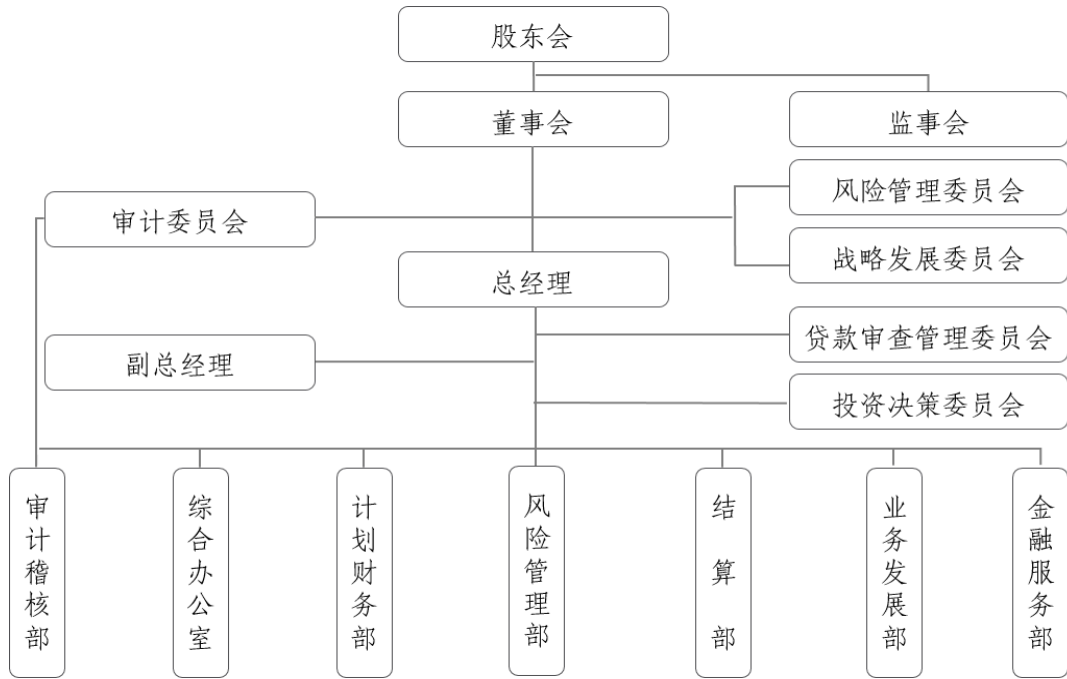 股东会
董事会
监事会
风险管理委员会
审计委员会
战略发展委员会
总经理
贷款审查管理委员会
副总经理
投资决策委员会
审计稽核部
综合办公室
计划财务部
风险管理部
结算部
业务发展部
金融服务部